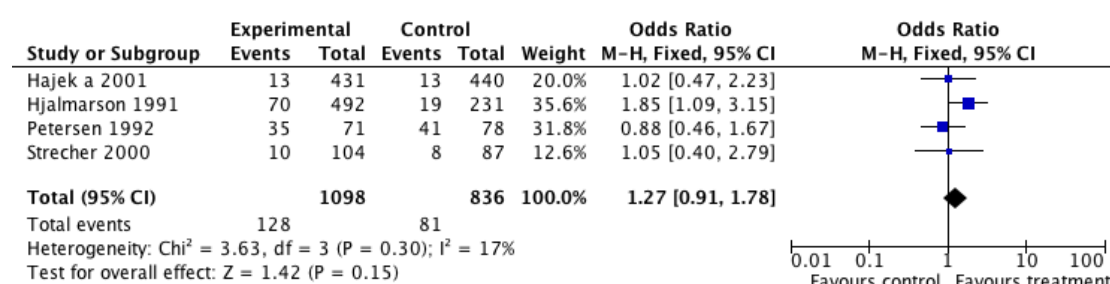 Experimental Control Odds Ratio Odds Ratio
Study or Subgroup Events Total Events Total Weight M-H, Fixed, 95% CI M-H, Fixed, 95% CI
Hajek a 2001 13 431 13 440 20.0% 1.02 [0.47, 2.23]
Hjalmarson 1991 70 492 19 231 35.6% 1.85 [1.09, 3.15]
Petersen 1992 35 71 41 78 31.8% 0.88 [0.46, 1.67]
Strecher 2000 10 104 8 87 12.6% 1.05 [0.40, 2.79]
Total (95% CI) 1098 836 100.0% 1.27 [0.91, 1.78]
Total events 128 81
Heterogeneity: Chi² = 3.63, df = 3 (P = 0.30); I² = 17%
Test for overall effect: Z = 1.42 (P = 0.15)
0.01 0.1 1 10 100
Favours control Favours treatment